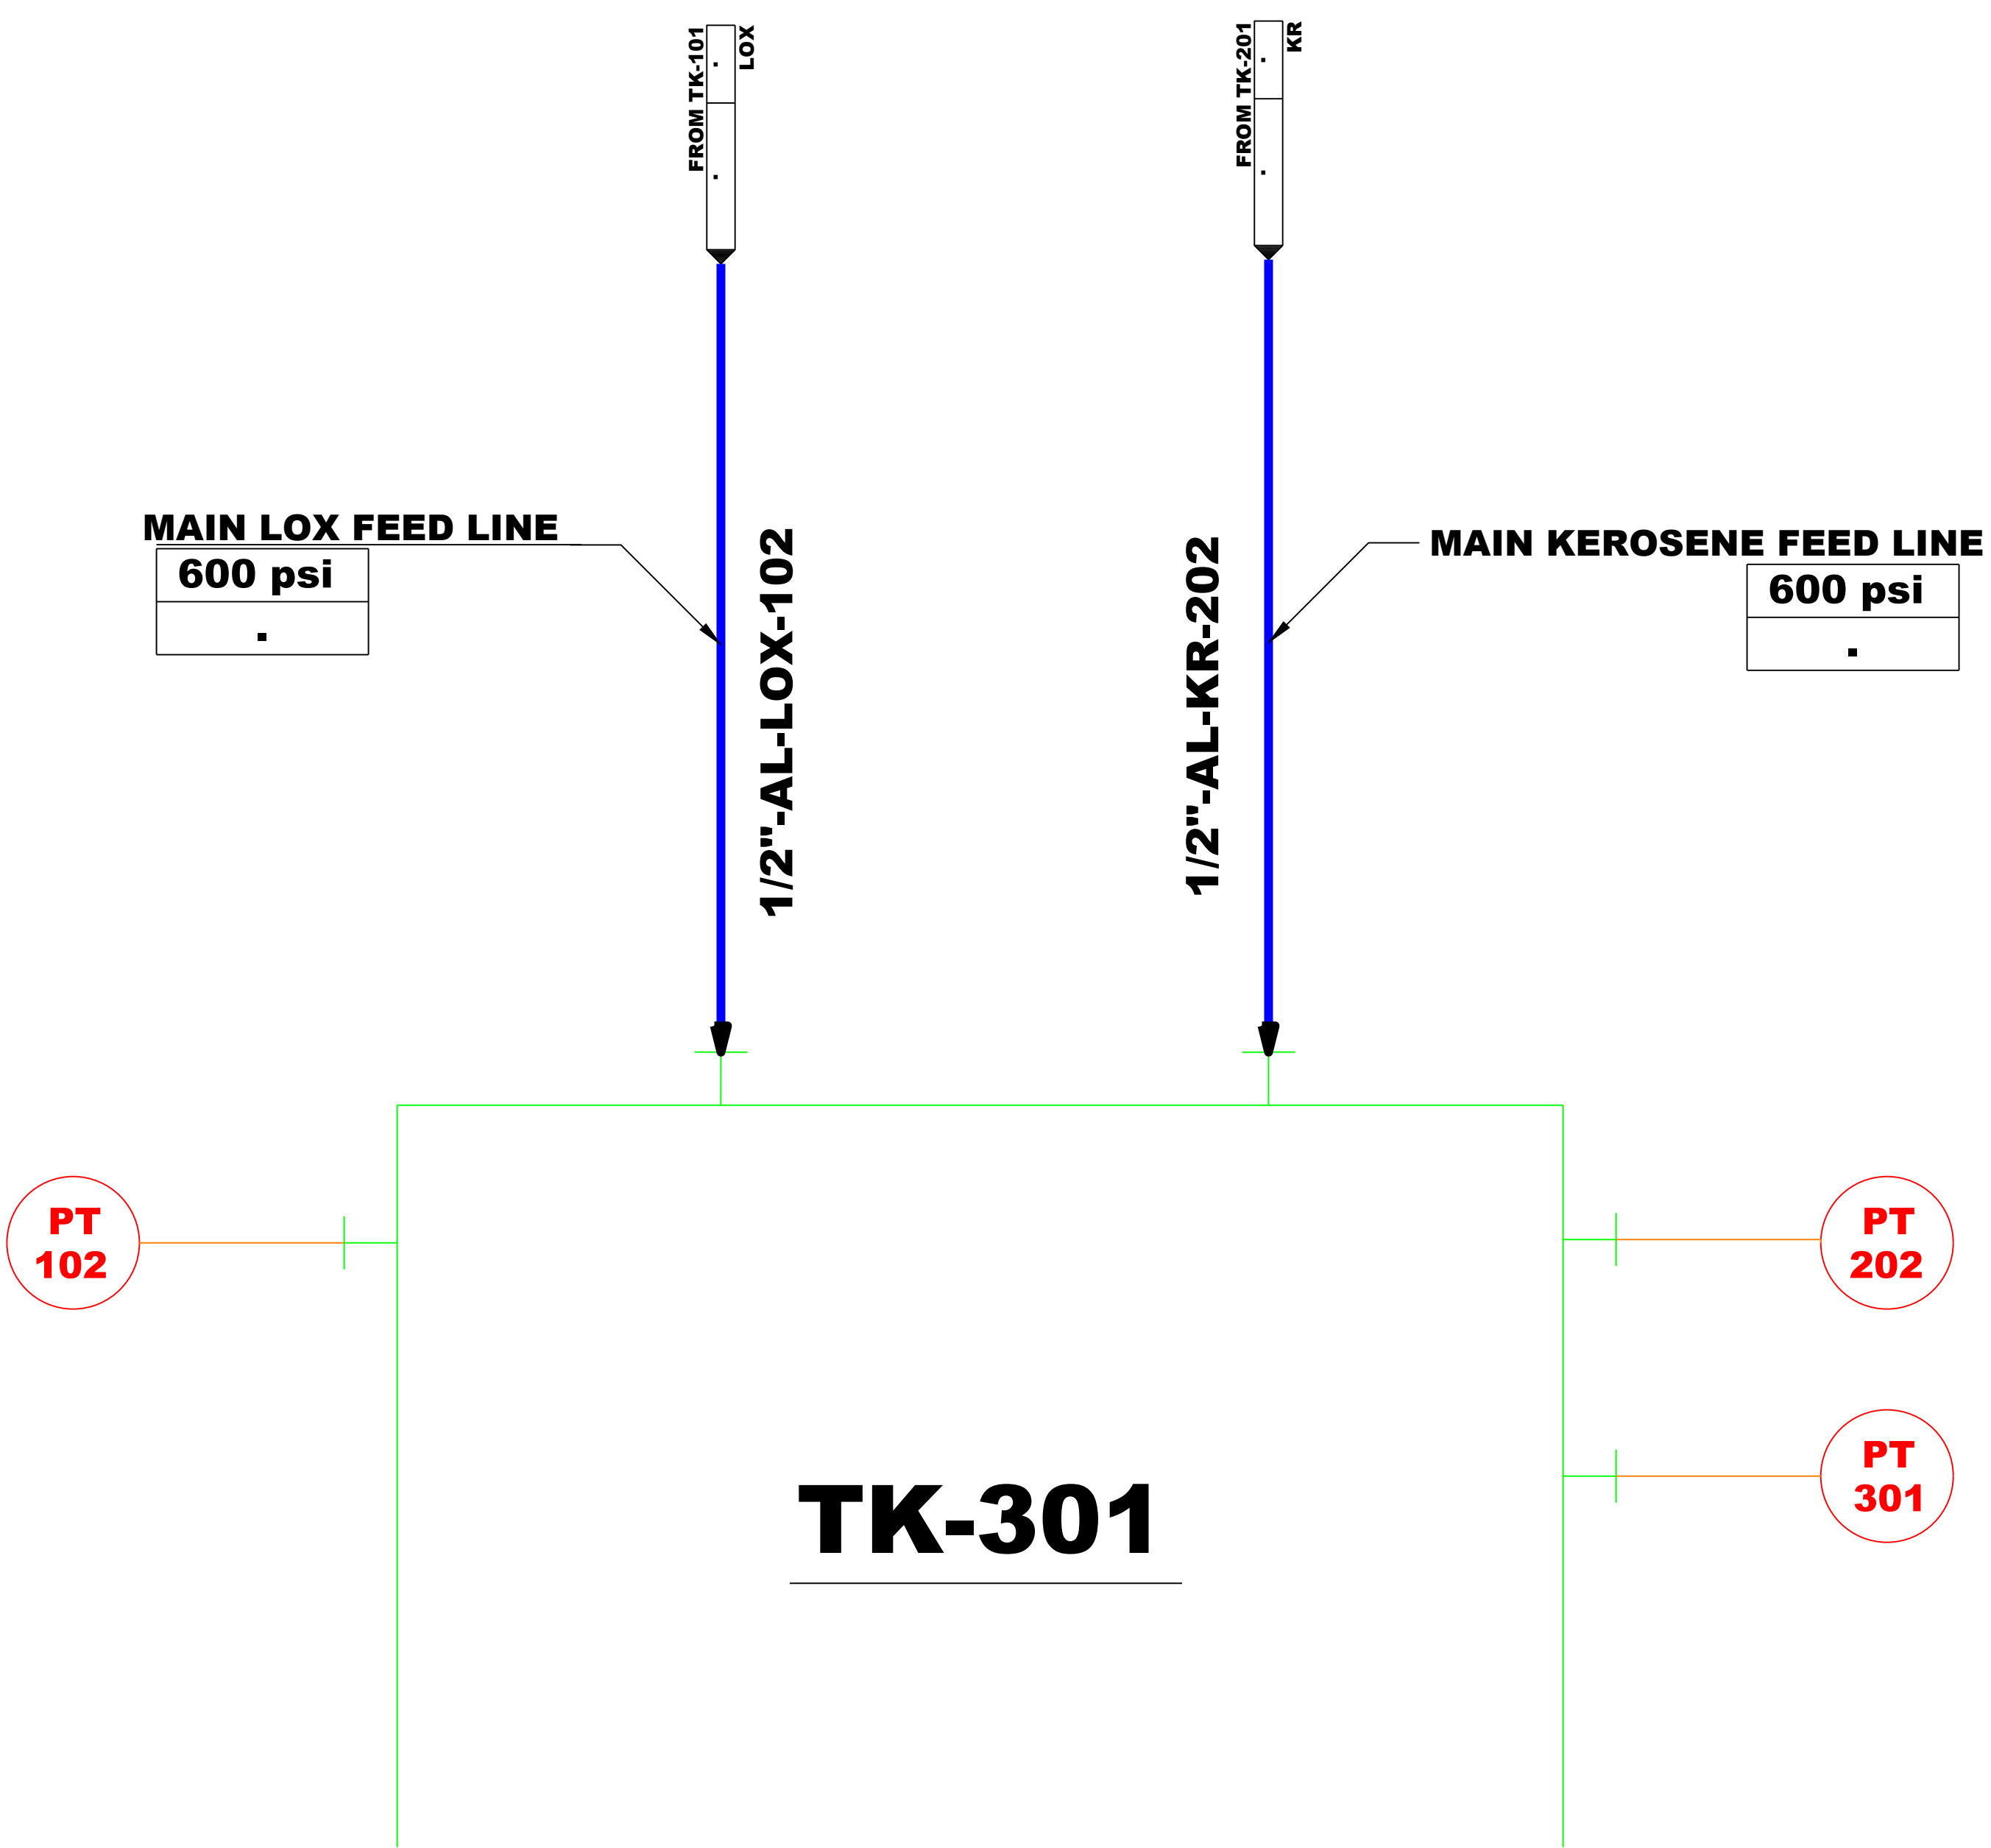 FROM TK-101
LOX
FROM TK-201
KR
MAIN LOX FEED LINE
600 psi
.
MAIN KEROSENE FEED LINE
600 psi
.
1/2"-AL-LOX-102
1/2"-AL-KR-202
PT
102
PT
202
PT
301
TK-301